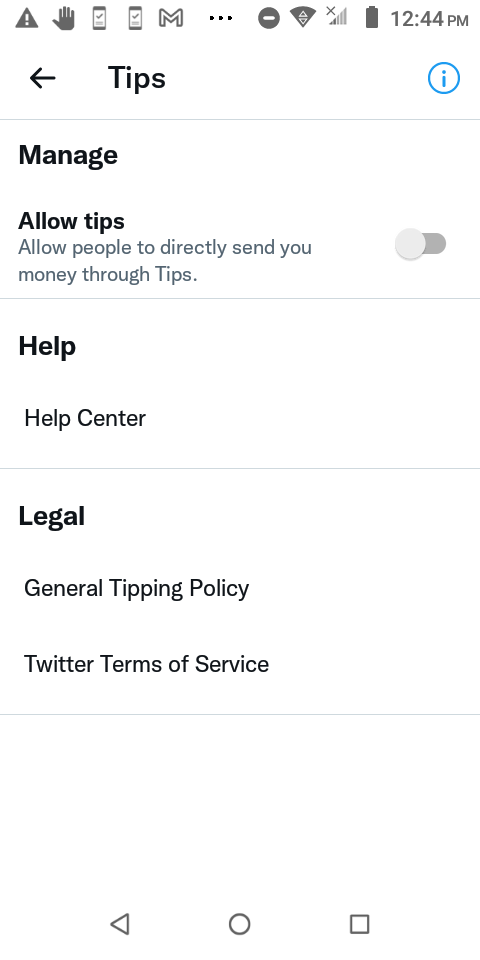 12:44 PM
Tips
Manage
Allow tips
Allow people to directly send you
money through Tips.
Help
Help Center
Legal
General Tipping Policy
Twitter Terms of Service